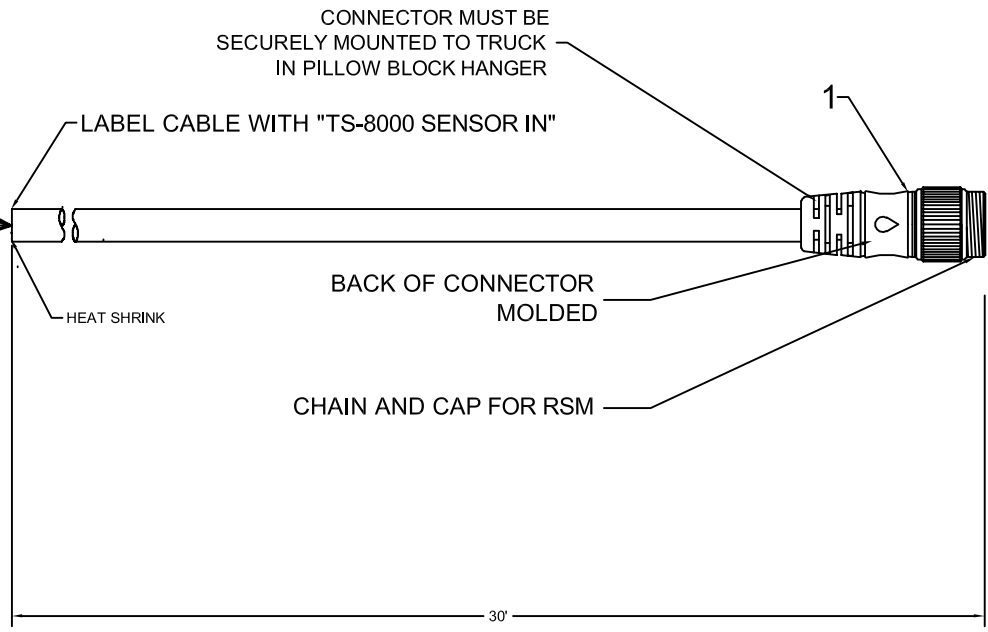 CONNECTOR MUST BE
SECURELY MOUNTED TO TRUCK
IN PILLOW BLOCK HANGER
1
LABEL CABLE WITH "TS-8000 SENSOR IN"
BACK OF CONNECTOR
MOLDED
HEAT SHRINK
CHAIN AND CAP FOR RSM
30'